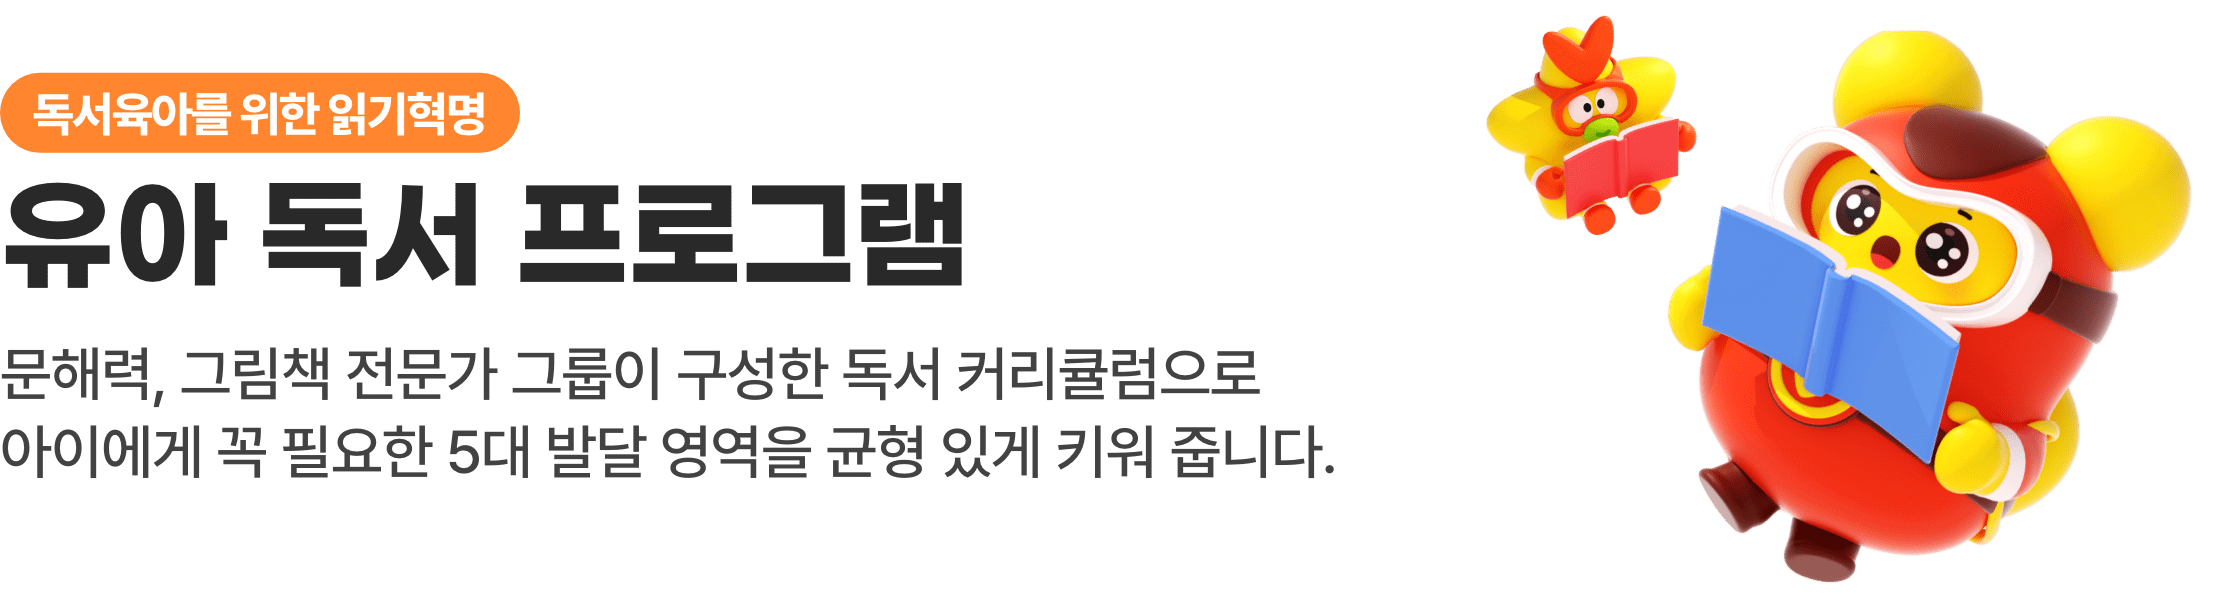 독서육아를 위한 읽기혁명
유아 독서 프로그램
문해력, 그림책 전문가 그룹이 구성한 독서 커리큘럼으로
아이에게 꼭 필요한 5대 발달 영역을 균형 있게 키워 줍니다.